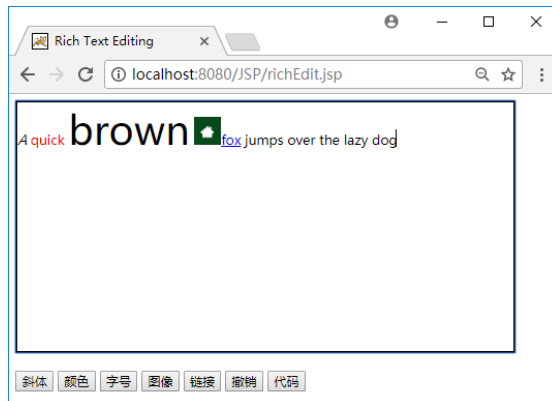 Rich Text Editing
localhost:8080/JSP/richEdit.jsp
A quick brown fox jumps over the lazy dog
斜体 颜色 字号 图像 链接 撤销 代码